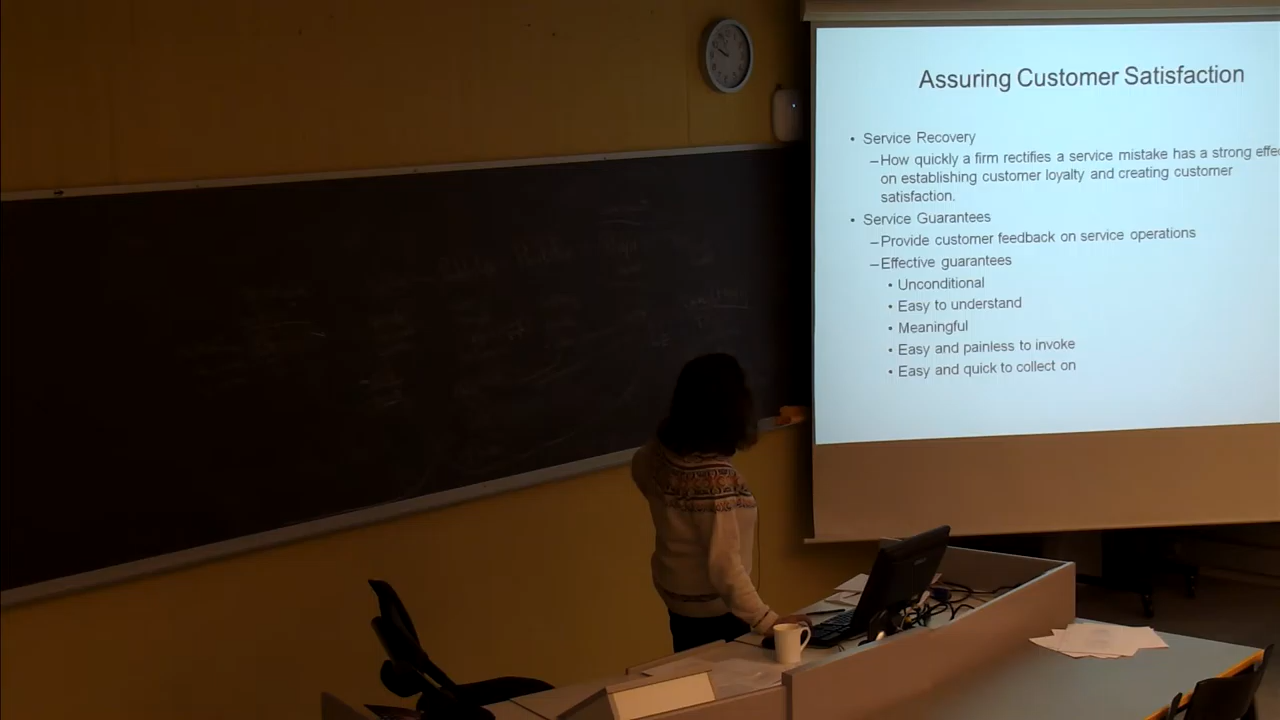 Assuring Customer Satisfaction
• Service Recovery
–How quickly a firm rectifies a service mistake has a strong effe
on establishing customer loyalty and creating customer
satisfaction.
• Service Guarantees
–Provide customer feedback on service operations
–Effective guarantees
• Unconditional
• Easy to understand
• Meaningful
• Easy and painless to invoke
• Easy and quick to collect on